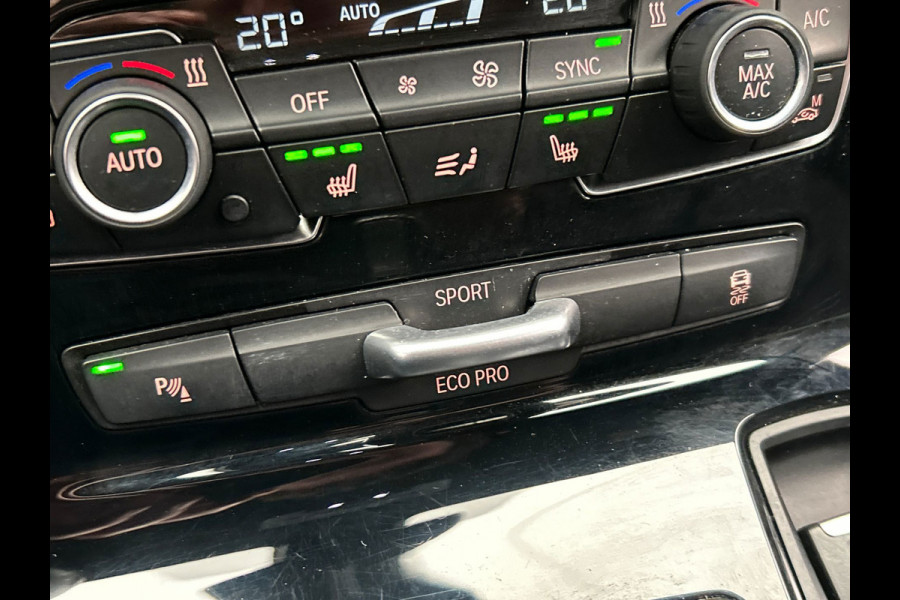 20°
AUTO
A/C
OFF
SYNC
MAX
A/C
M
AUTO
SPORT
OFF
P
ECO PRO